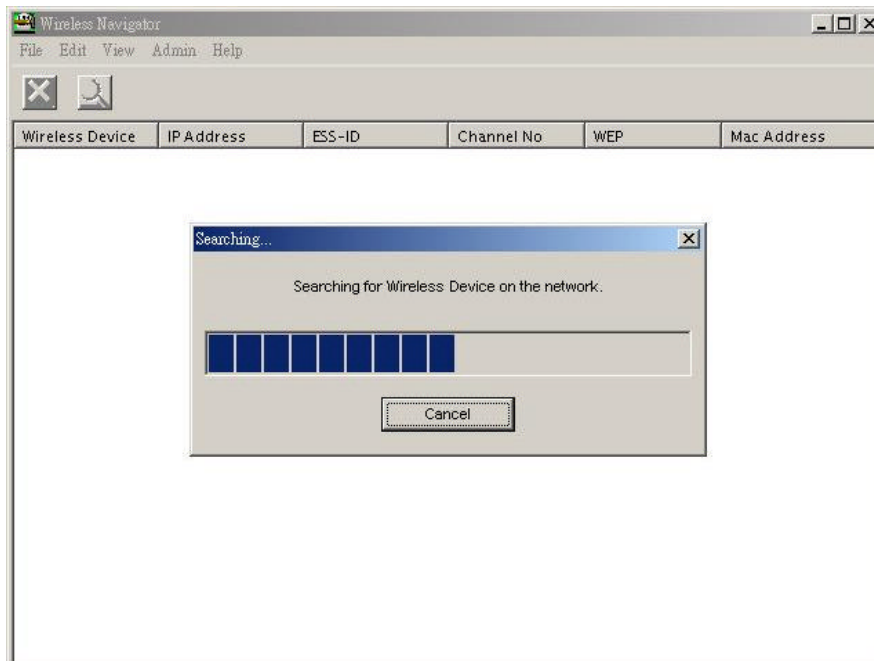 Wireless Navigator
File Edit View Admin Help
Wireless Device IP Address ESS-ID Channel No WEP Mac Address
Searching...
Searching for Wireless Device on the network.
Cancel